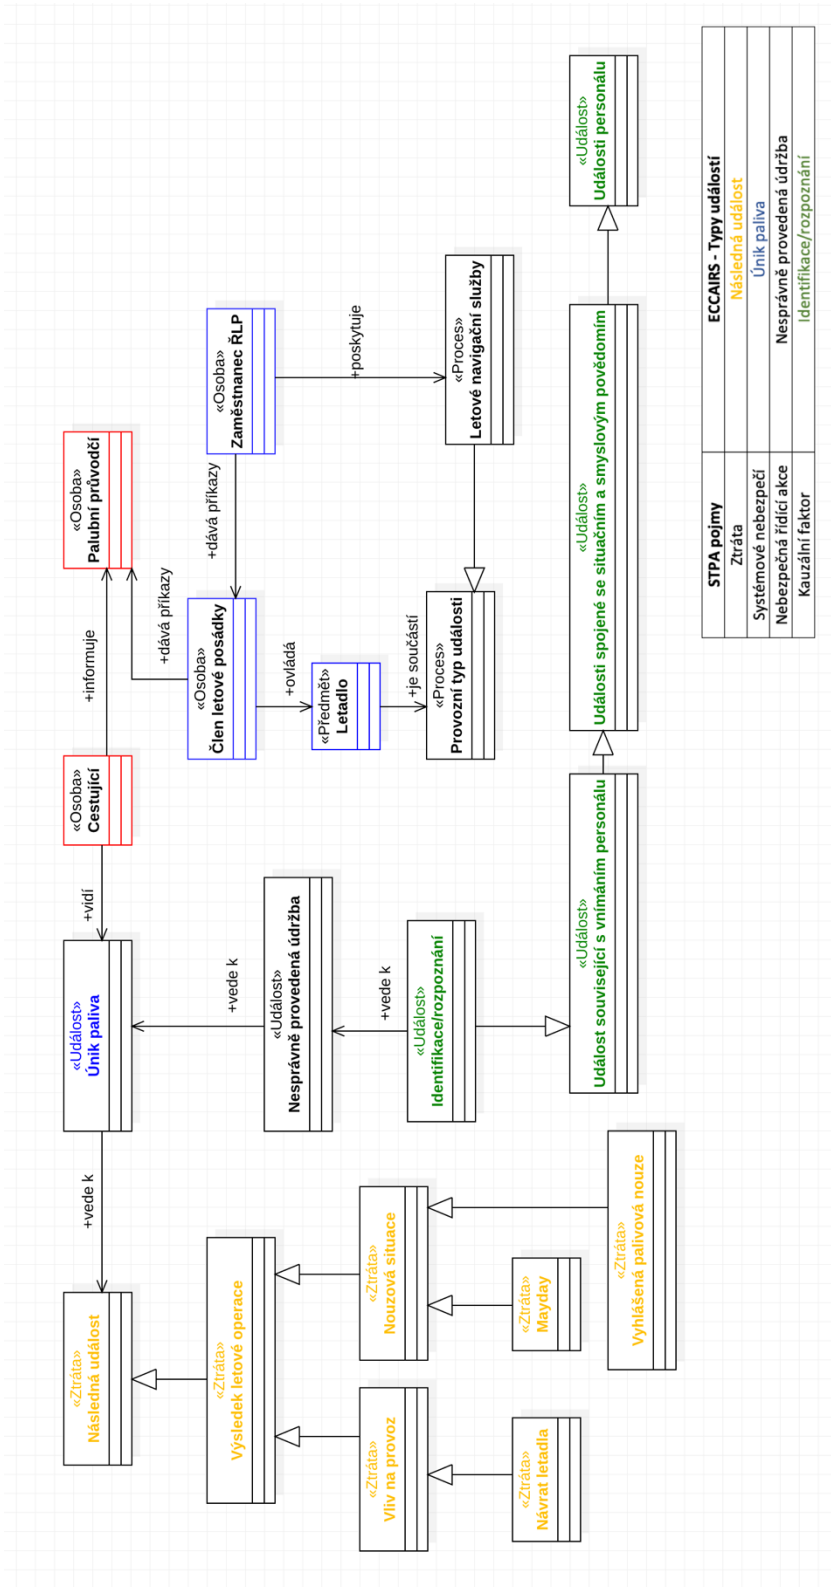 «Ztráta»
Následná událost
+vede k
«Událost»
Únik paliva
+vidí
«Osoba»
Cestující
+informuje
«Osoba»
Palubní průvodčí
«Ztráta»
Výsledek letové operace
+vede k
«Událost»
Nesprávně provedená údržba
«Osoba»
Člen letové posádky
+dává příkazy
+dává příkazy
«Osoba»
Zaměstnanec ŘLP
+ovládá
+poskytuje
«Předmět»
Letadlo
«Ztráta»
Vliv na provoz
«Ztráta»
Nouzová situace
+vede k
«Událost»
Identifikace/rozpoznání
+je součástí
«Proces»
Provozní typ události
«Proces»
Letové navigační služby
«Ztráta»
Návrat letadla
«Ztráta»
Mayday
«Ztráta»
Vyhlášená palivová nouze
«Událost»
Událost související s vnímáním personálu
«Událost»
Události spojené se situačním a smyslovým povědomím
«Událost»
Události personálu
STPA pojmy ECCAIRS - Typy událostí
Ztráta Následná událost
Systémové nebezpečí Únik paliva
Nebezpečná řídící akce Nesprávně provedená údržba
Kauzální faktor Identifikace/rozpoznání